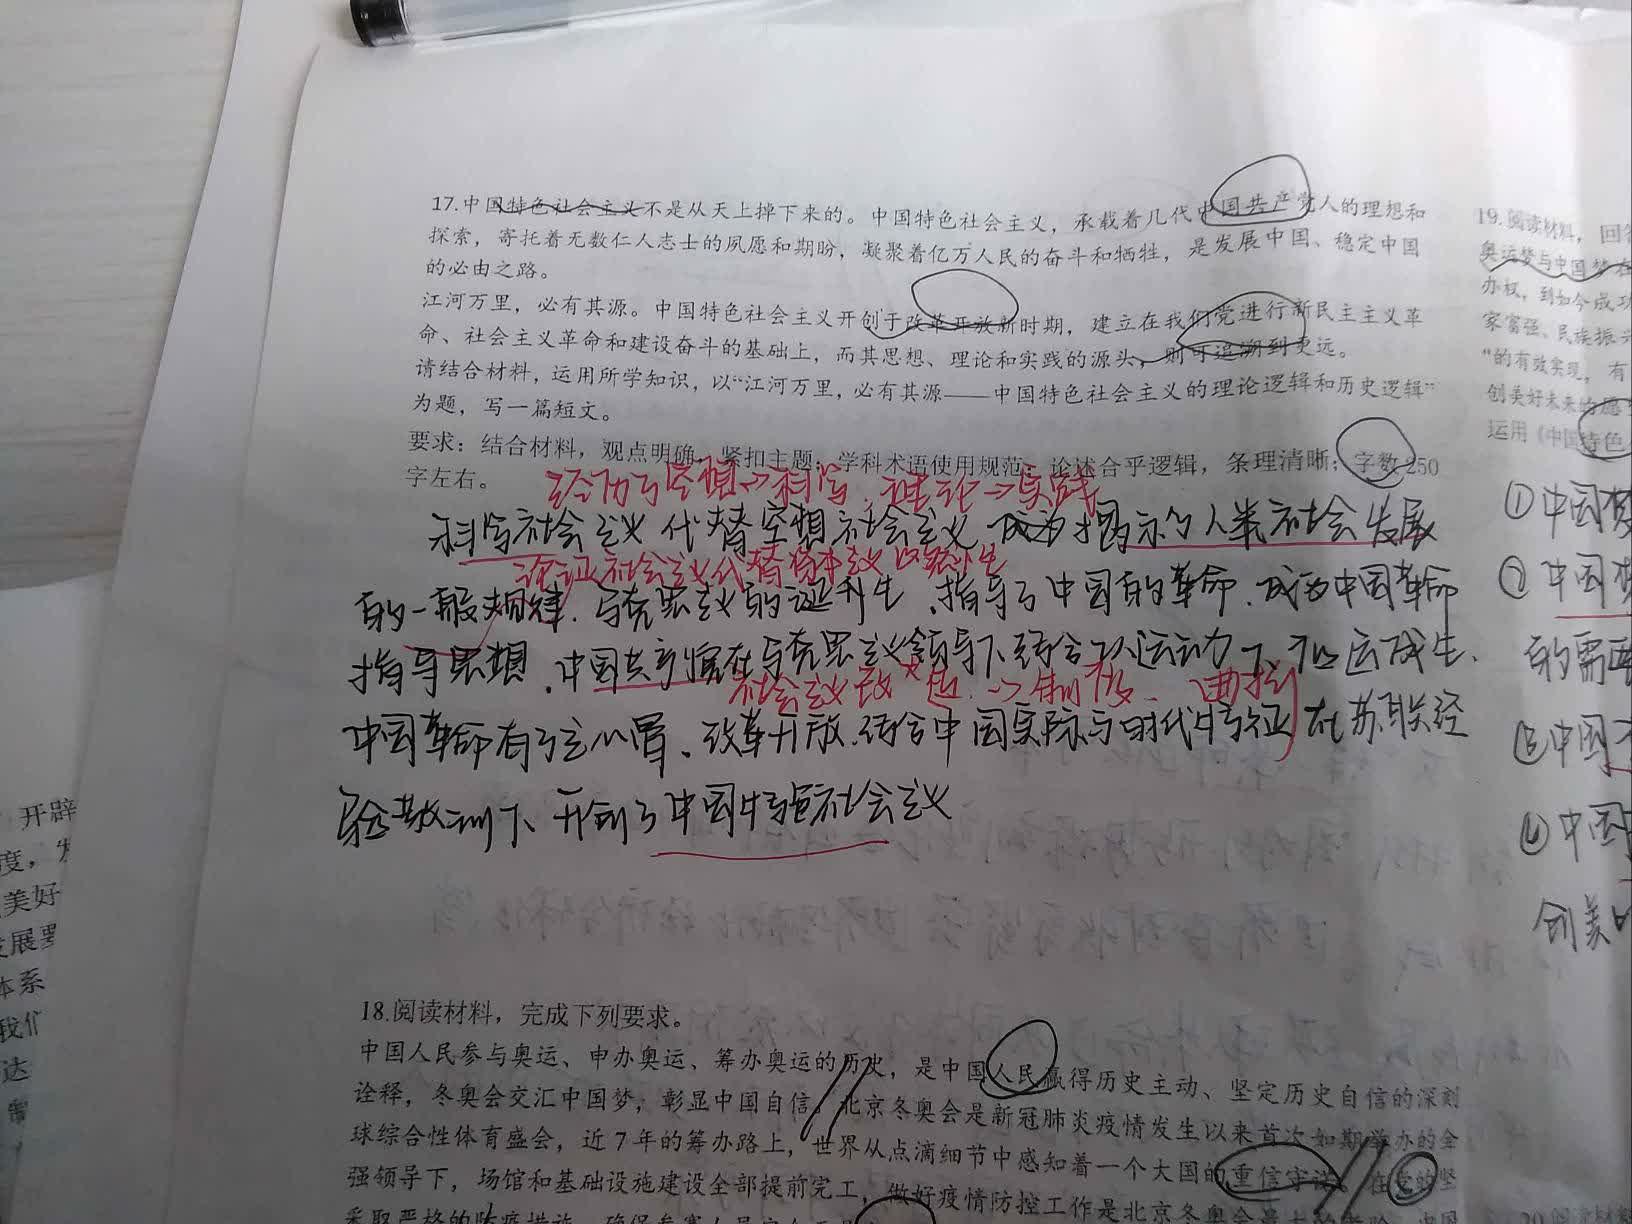 17.中国特色社会主义不是从天上掉下来的。中国特色社会主义，承载着几代中国共产党人的理想和
探索，寄托着无数仁人志士的夙愿和期盼，凝聚着亿万人民的奋斗和牺牲，是发展中国、稳定中国
的必由之路。
江河万里，必有其源。中国特色社会主义开创于改革开放新时期，建立在我们党进行新民主主义革
命、社会主义革命和建设奋斗的基础上，而其思想、理论和实践的源头，则可追溯到更远。
请结合材料，运用所学知识，以“江河万里，必有其源——中国特色社会主义的理论逻辑和历史逻辑”
为题，写一篇短文。
要求：结合材料，观点明确，紧扣主题；学科术语使用规范；论述合乎逻辑，条理清晰；字数250
字左右。
经历了空想→科学，理论→实践
科学社会主义代替空想社会主义，成为揭示了人类社会发展
论证社会主义代替资本主义必然性
的一般规律，马克思主义的诞生，指导了中国的革命，成为中国革命
指导思想，中国共产党在马克思主义领导下结合工人运动下应运而生，
社会主义改造→制度
中国革命有了主心骨，改革开放，结合中国实际与时代特征在苏联经
验教训下、开创了中国特色社会主义
18.阅读材料，完成下列要求。
中国人民参与奥运、申办奥运、筹办奥运的历史，是中国人民赢得历史主动、坚定历史自信的深刻
诠释，冬奥会交汇中国梦，彰显中国自信。北京冬奥会是新冠肺炎疫情发生以来首次如期举办的全
球综合性体育盛会，近7年的筹办路上，世界从点滴细节中感知着一个大国的重信守诺。在党的坚
强领导下，场馆和基础设施建设全部提前完工，做好疫情防控工作是北京冬奥会
19.阅读材料，回
奥运梦与中国梦
办权，到如今成功
家富强、民族振兴
”的有效实现，有
创美好未来的愿
运用《中国特色
①中国梦
②中国梦
的需要
③中国
④中国
创美
开辟
度，
美好
发展要
体系
我们
达